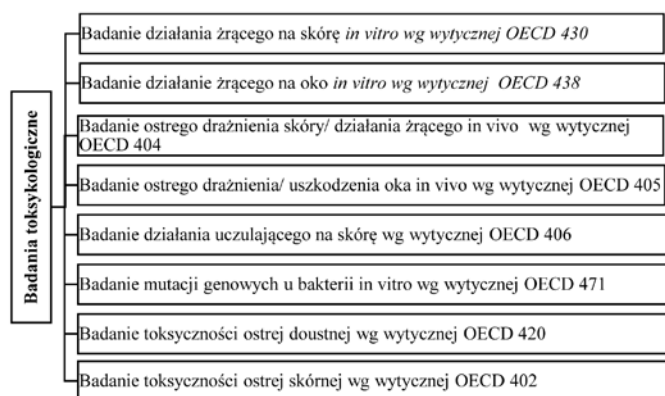 Badania toksykologiczne
Badanie działania żrącego na skórę in vitro wg wytycznej OECD 430
Badanie działanie żrącego na oko in vitro wg wytycznej OECD 438
Badanie ostrego drażnienia skóry/ działania żrącego in vivo wg wytycznej
OECD 404
Badanie ostrego drażnienia/ uszkodzenia oka in vivo wg wytycznej OECD 405
Badanie działania uczulającego na skórę wg wytycznej OECD 406
Badanie mutacji genowych u bakterii in vitro wg wytycznej OECD 471
Badanie toksyczności ostrej doustnej wg wytycznej OECD 420
Badanie toksyczności ostrej skórnej wg wytycznej OECD 402